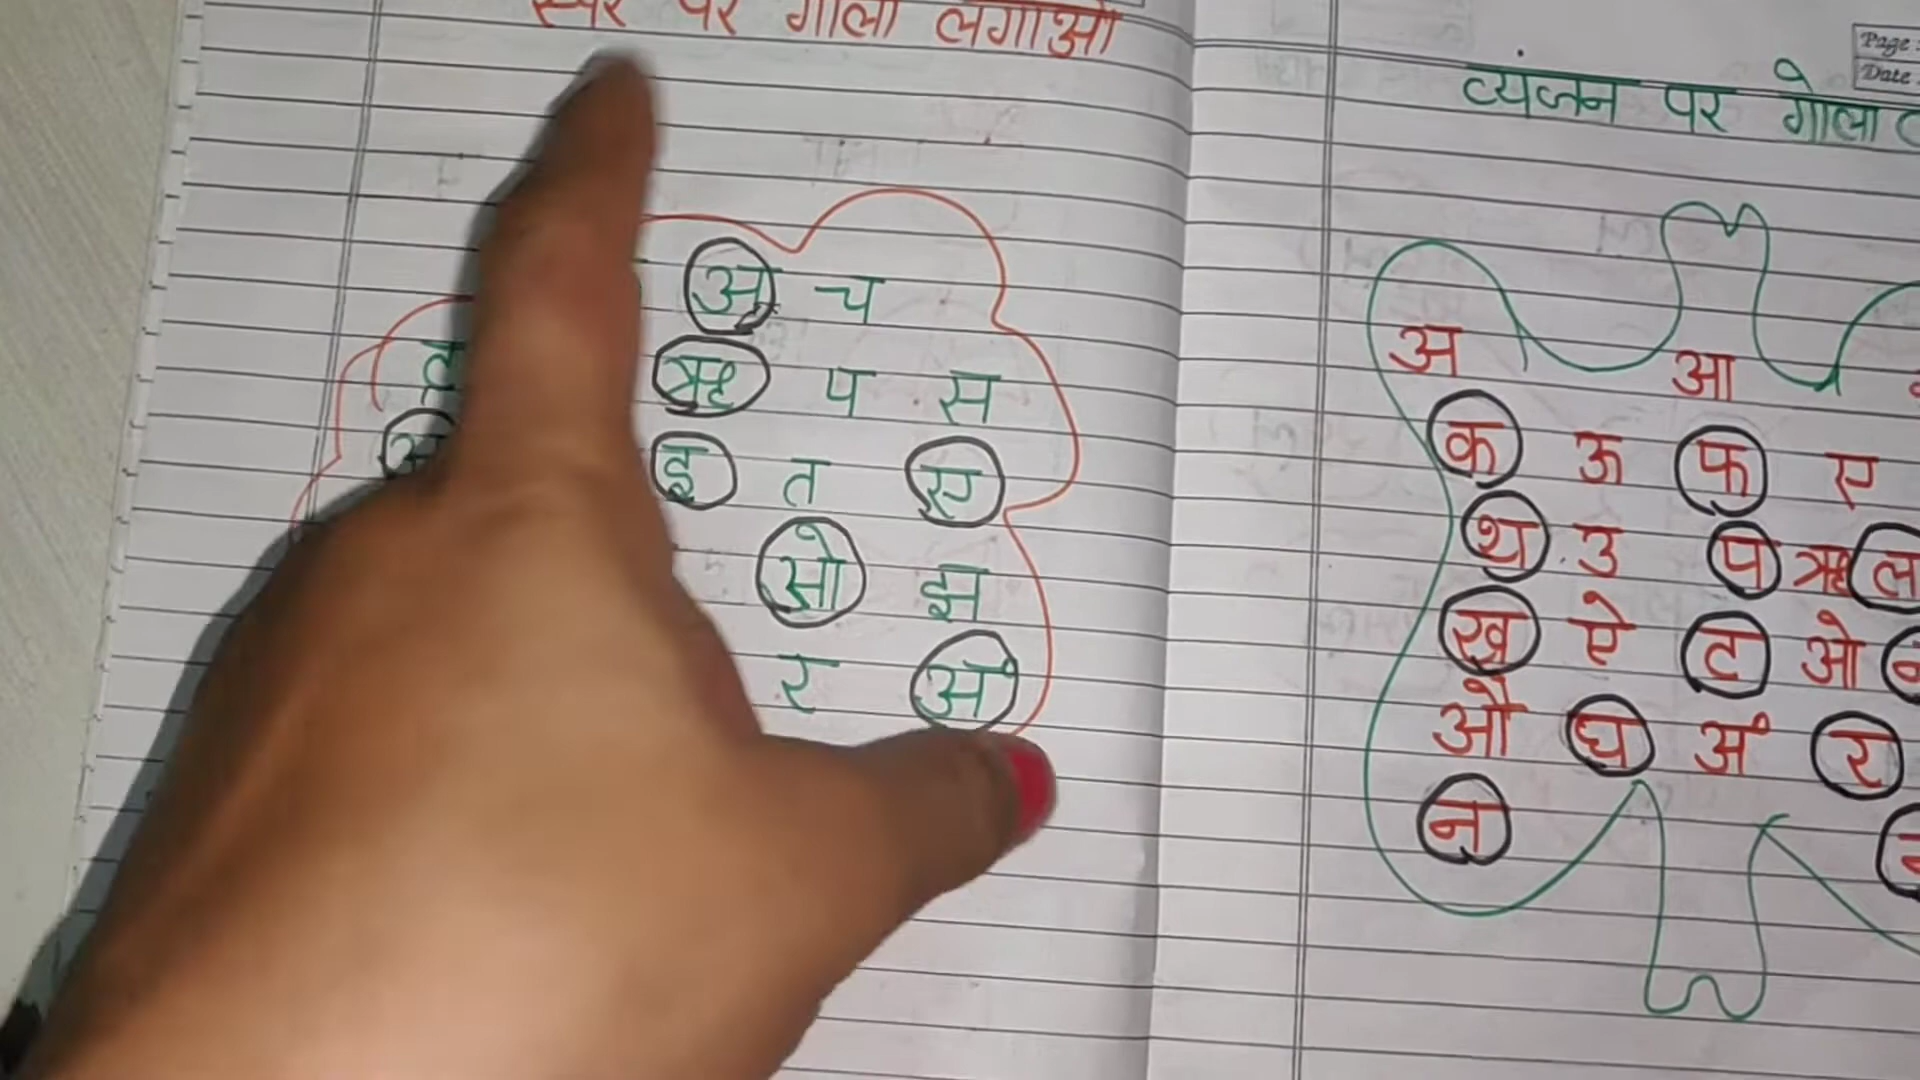 स्वर पर गोला लगाओ
अ च
ऋ प स
इ त ए
ओ झ
र अं
Page
Date
व्यंजन पर गोला
अ आ
क ऊ फ ए
थ उ प ऋ ल
ख ऐ ट ओ
औ घ अं र
न